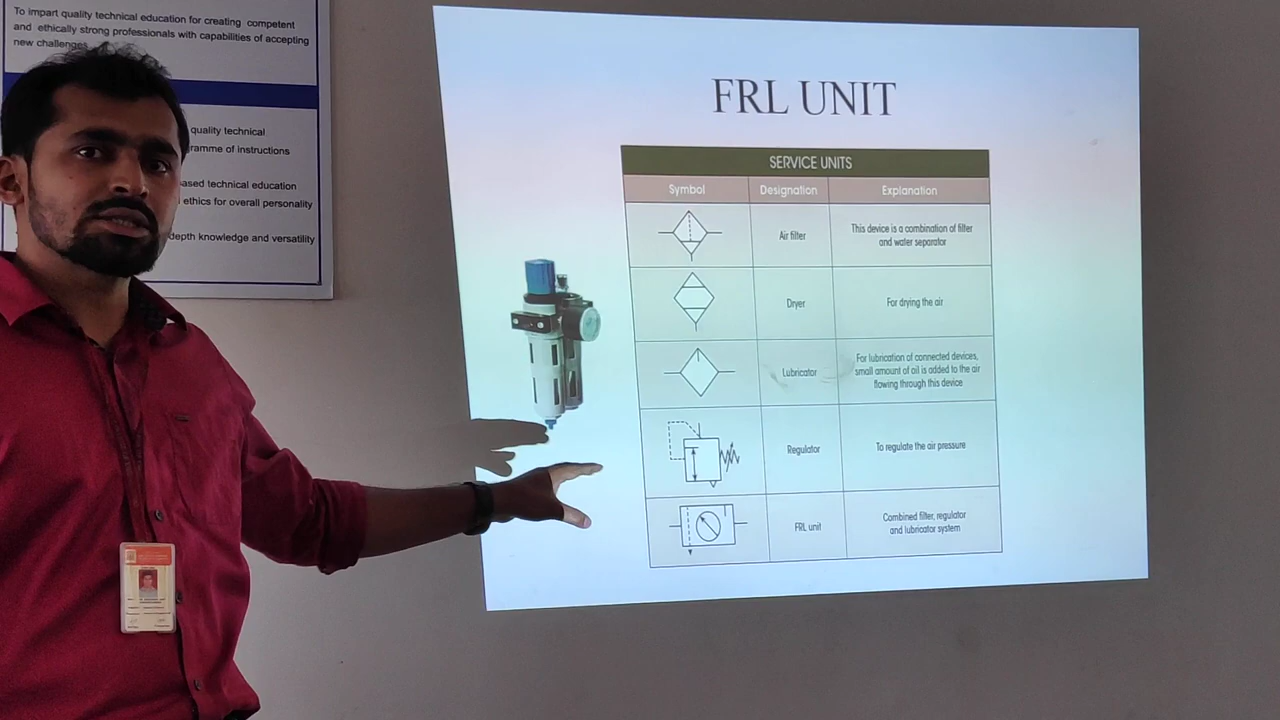 To impart quality technical education for creating competent
and ethically strong professionals with capabilities of accepting
new challenges
quality technical
ramme of instructions
ased technical education
ethics for overall personality
depth knowledge and versatility
FRL UNIT
SERVICE UNITS
Symbol Designation Explanation
Air filter
This device is a combination of filter
and water separator
Dryer
For drying the air
Lubricator
For lubrication of connected devices,
small amount of oil is added to the air
flowing through this device
Regulator
To regulate the air pressure
FRL unit
Combined filter, regulator
and lubricator system